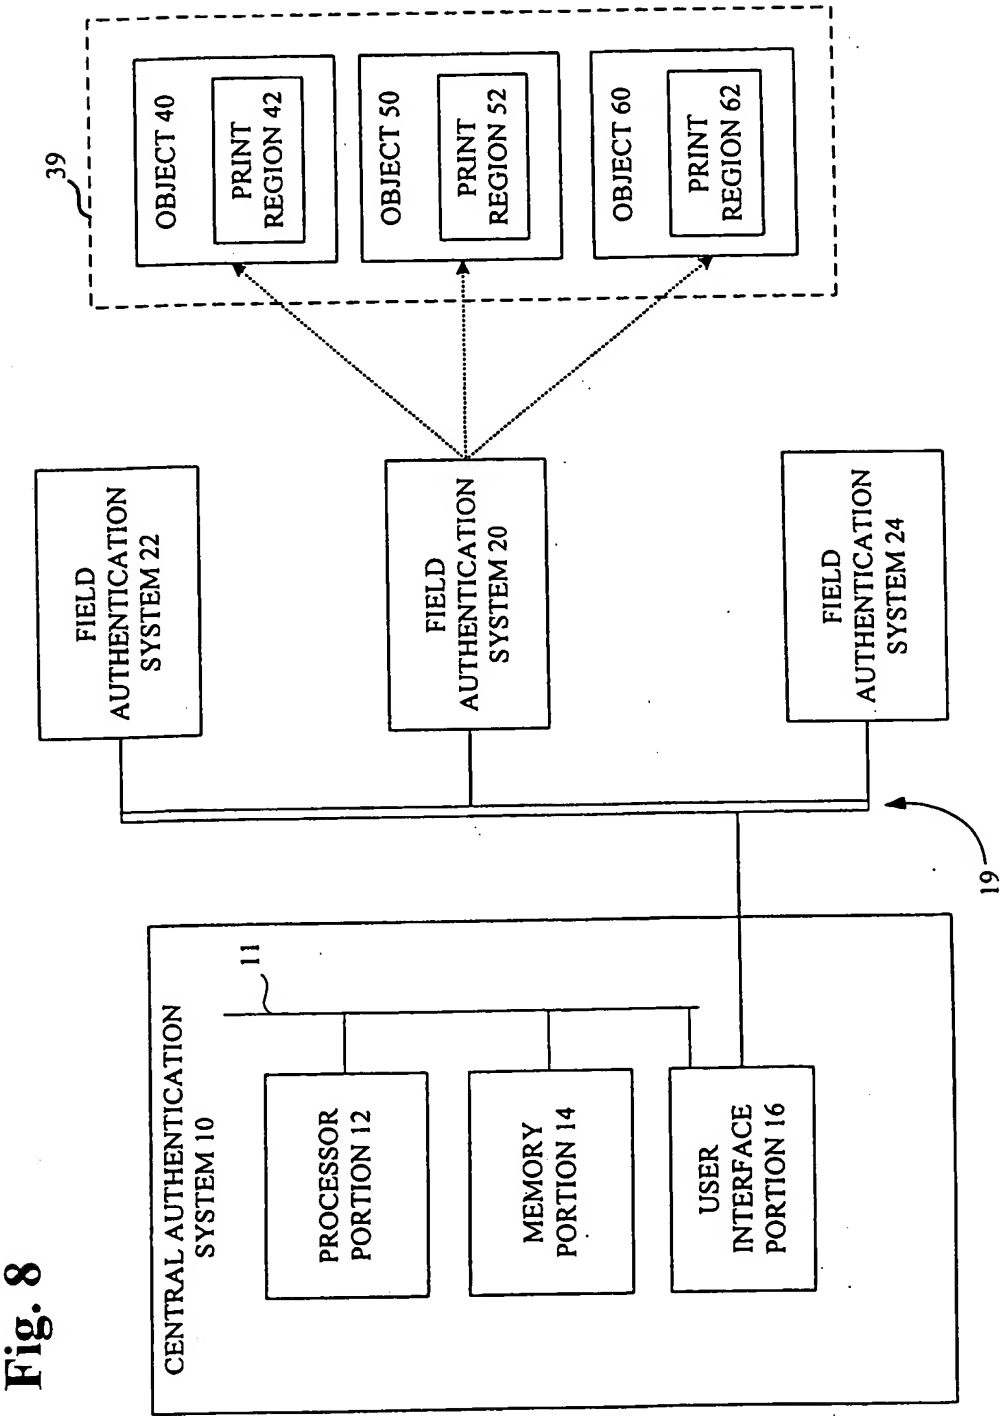 Fig. 8
CENTRAL AUTHENTICATION
SYSTEM 10
11
PROCESSOR
PORTION 12
MEMORY
PORTION 14
USER
INTERFACE
PORTION 16
19
FIELD
AUTHENTICATION
SYSTEM 22
FIELD
AUTHENTICATION
SYSTEM 20
FIELD
AUTHENTICATION
SYSTEM 24
39
OBJECT 40
PRINT
REGION 42
OBJECT 50
PRINT
REGION 52
OBJECT 60
PRINT
REGION 62